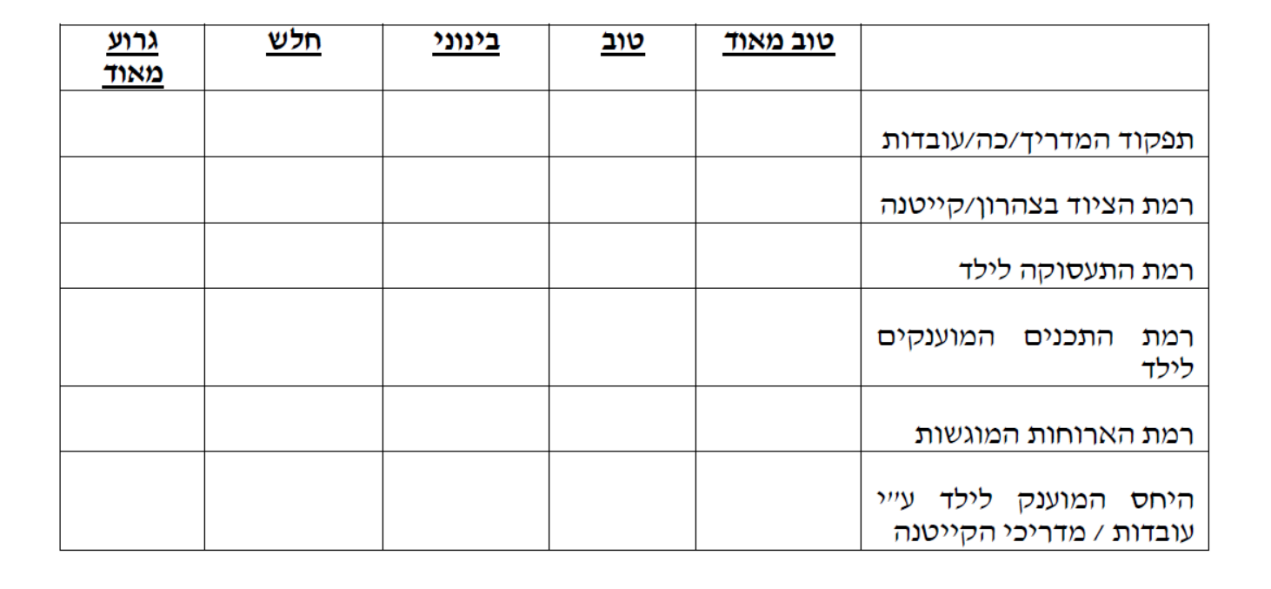 טוב מאוד
טוב
בינוני
חלש
גרוע
מאוד
תפקוד המדריך/כה/עובדות
רמת הציוד בצהרון/קייטנה
רמת התעסוקה לילד
רמת התכנים המוענקים
לילד
רמת הארוחות המוגשות
היחס המוענק לילד ע''י
עובדות / מדריכי הקייטנה